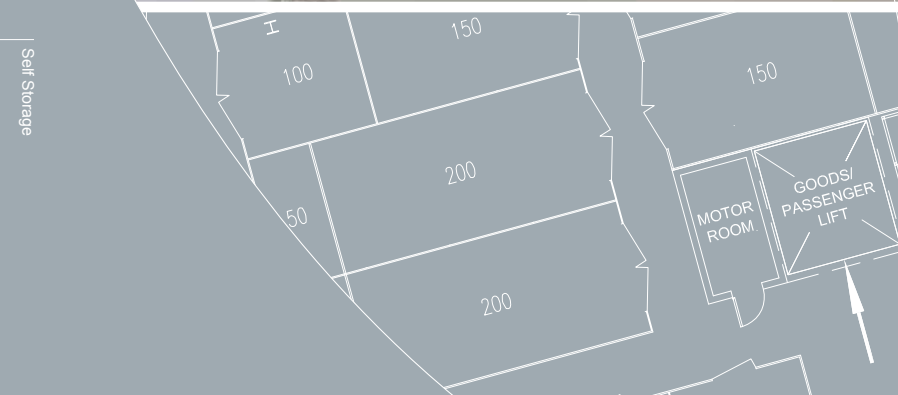 Self Storage
H
150
100
150
200
50
200
MOTOR
ROOM
GOODS/
PASSENGER
LIFT